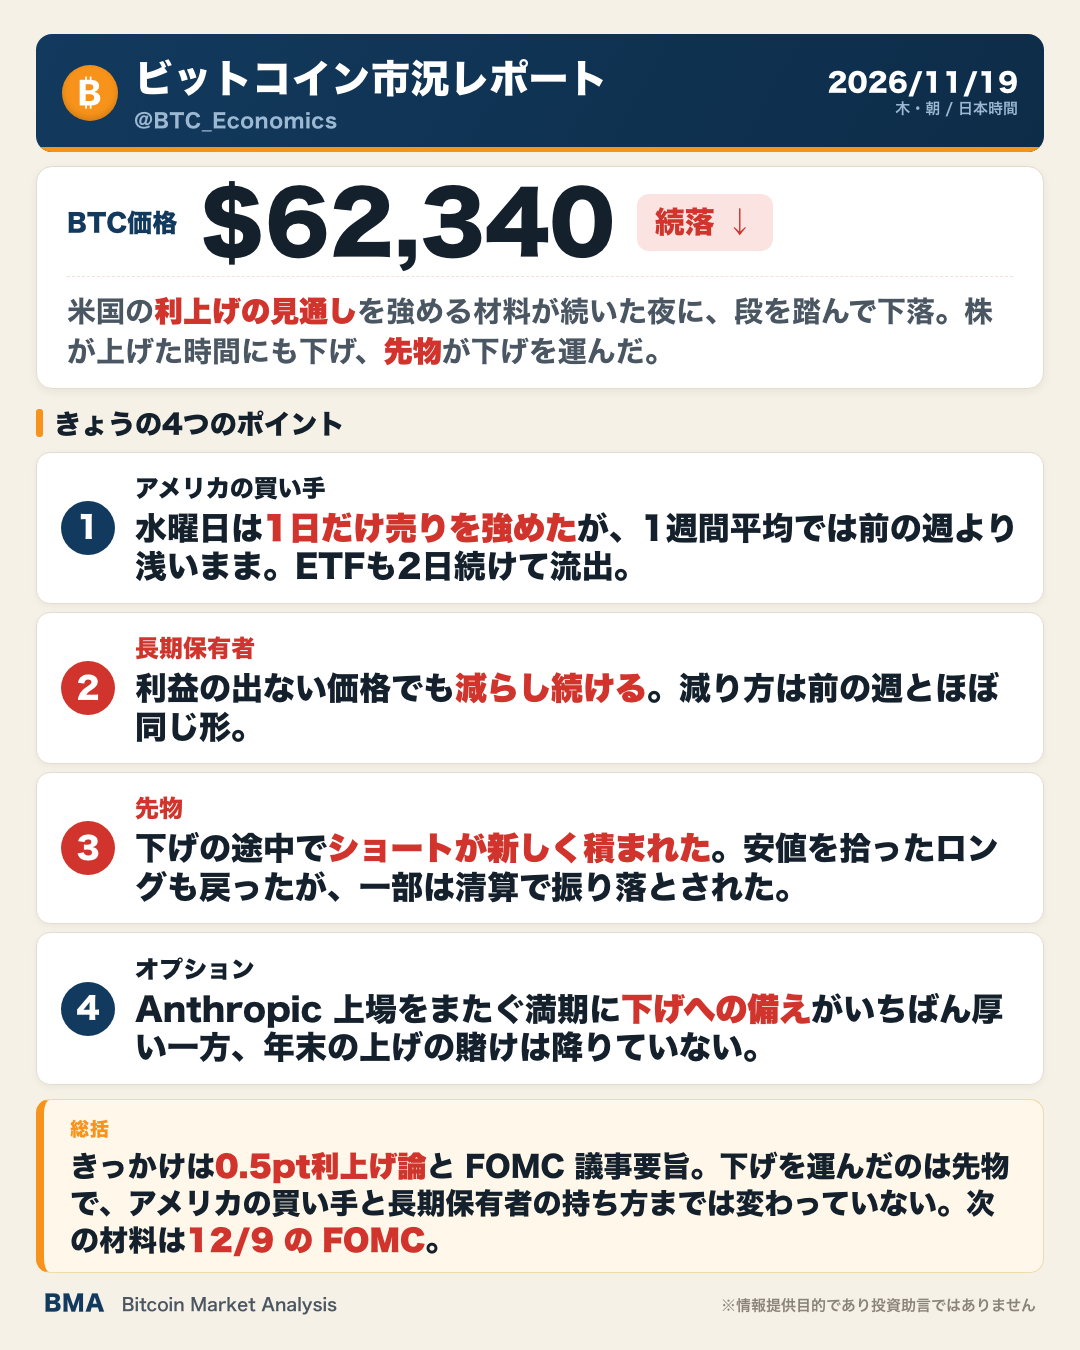 ビットコイン市況レポート
@BTC_Economics
2026/11/19
木・朝 / 日本時間
BTC価格
$62,340
続落 ↓
米国の利上げの見通しを強める材料が続いた夜に、段を踏んで下落。株
が上げた時間にも下げ、先物が下げを運んだ。
きょうの4つのポイント
1
アメリカの買い手
水曜日は1日だけ売りを強めたが、1週間平均では前の週より
浅いまま。ETFも2日続けて流出。
2
長期保有者
利益の出ない価格でも減らし続ける。減り方は前の週とほぼ
同じ形。
3
先物
下げの途中でショートが新しく積まれた。安値を拾ったロン
グも戻ったが、一部は清算で振り落とされた。
4
オプション
Anthropic 上場をまたぐ満期に下げへの備えがいちばん厚
い一方、年末の上げの賭けは降りていない。
総括
きっかけは0.5pt利上げ論と FOMC 議事要旨。下げを運んだのは先物
で、アメリカの買い手と長期保有者の持ち方までは変わっていない。次
の材料は12/9 の FOMC。
BMA Bitcoin Market Analysis
※情報提供目的であり投資助言ではありません